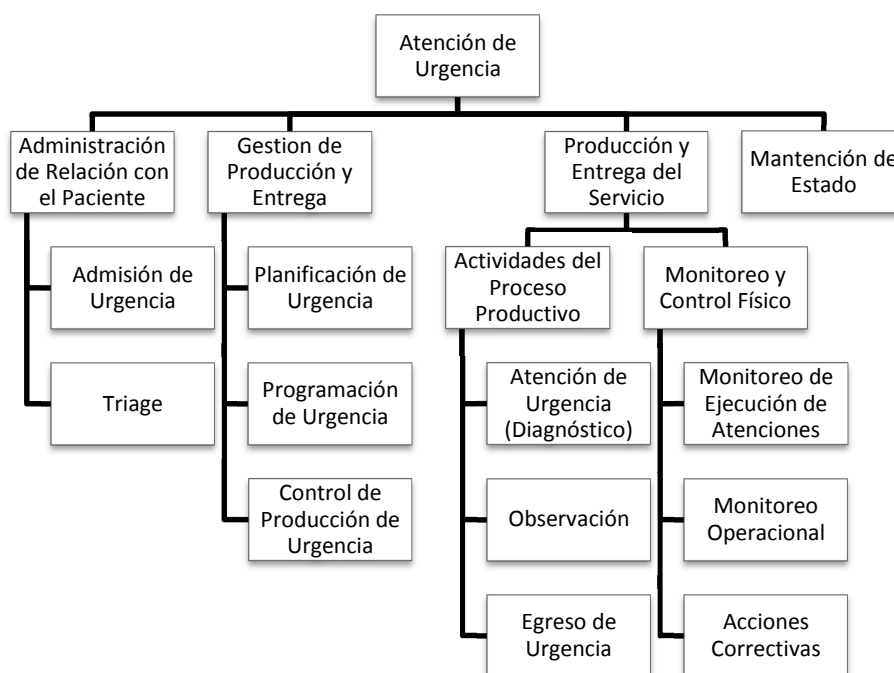 Atención de
Urgencia
Administración
de Relación con
el Paciente
Gestion de
Producción y
Entrega
Producción y
Entrega del
Servicio
Mantención de
Estado
Admisión de
Urgencia
Triage
Planificación de
Urgencia
Programación
de Urgencia
Control de
Producción de
Urgencia
Actividades del
Proceso
Productivo
Monitoreo y
Control Físico
Atención de
Urgencia
(Diagnóstico)
Observación
Egreso de
Urgencia
Monitoreo de
Ejecución de
Atenciones
Monitoreo
Operacional
Acciones
Correctivas